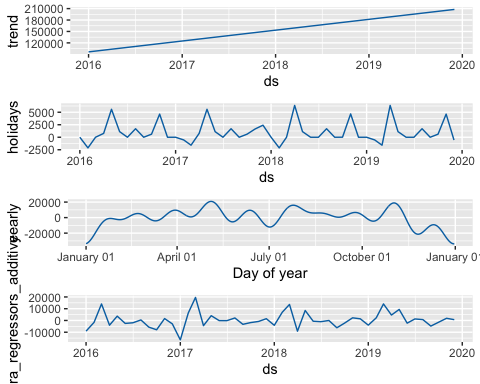 trend
210000
180000
150000
120000
2016 2017 2018 2019 2020
ds
holidays
5000
2500
0
-2500
2016 2017 2018 2019 2020
ds
yearly
20000
0
-20000
January 01 April 01 July 01 October 01 January 01
Day of year
ra_regressors_additive
20000
10000
0
-10000
2016 2017 2018 2019 2020
ds